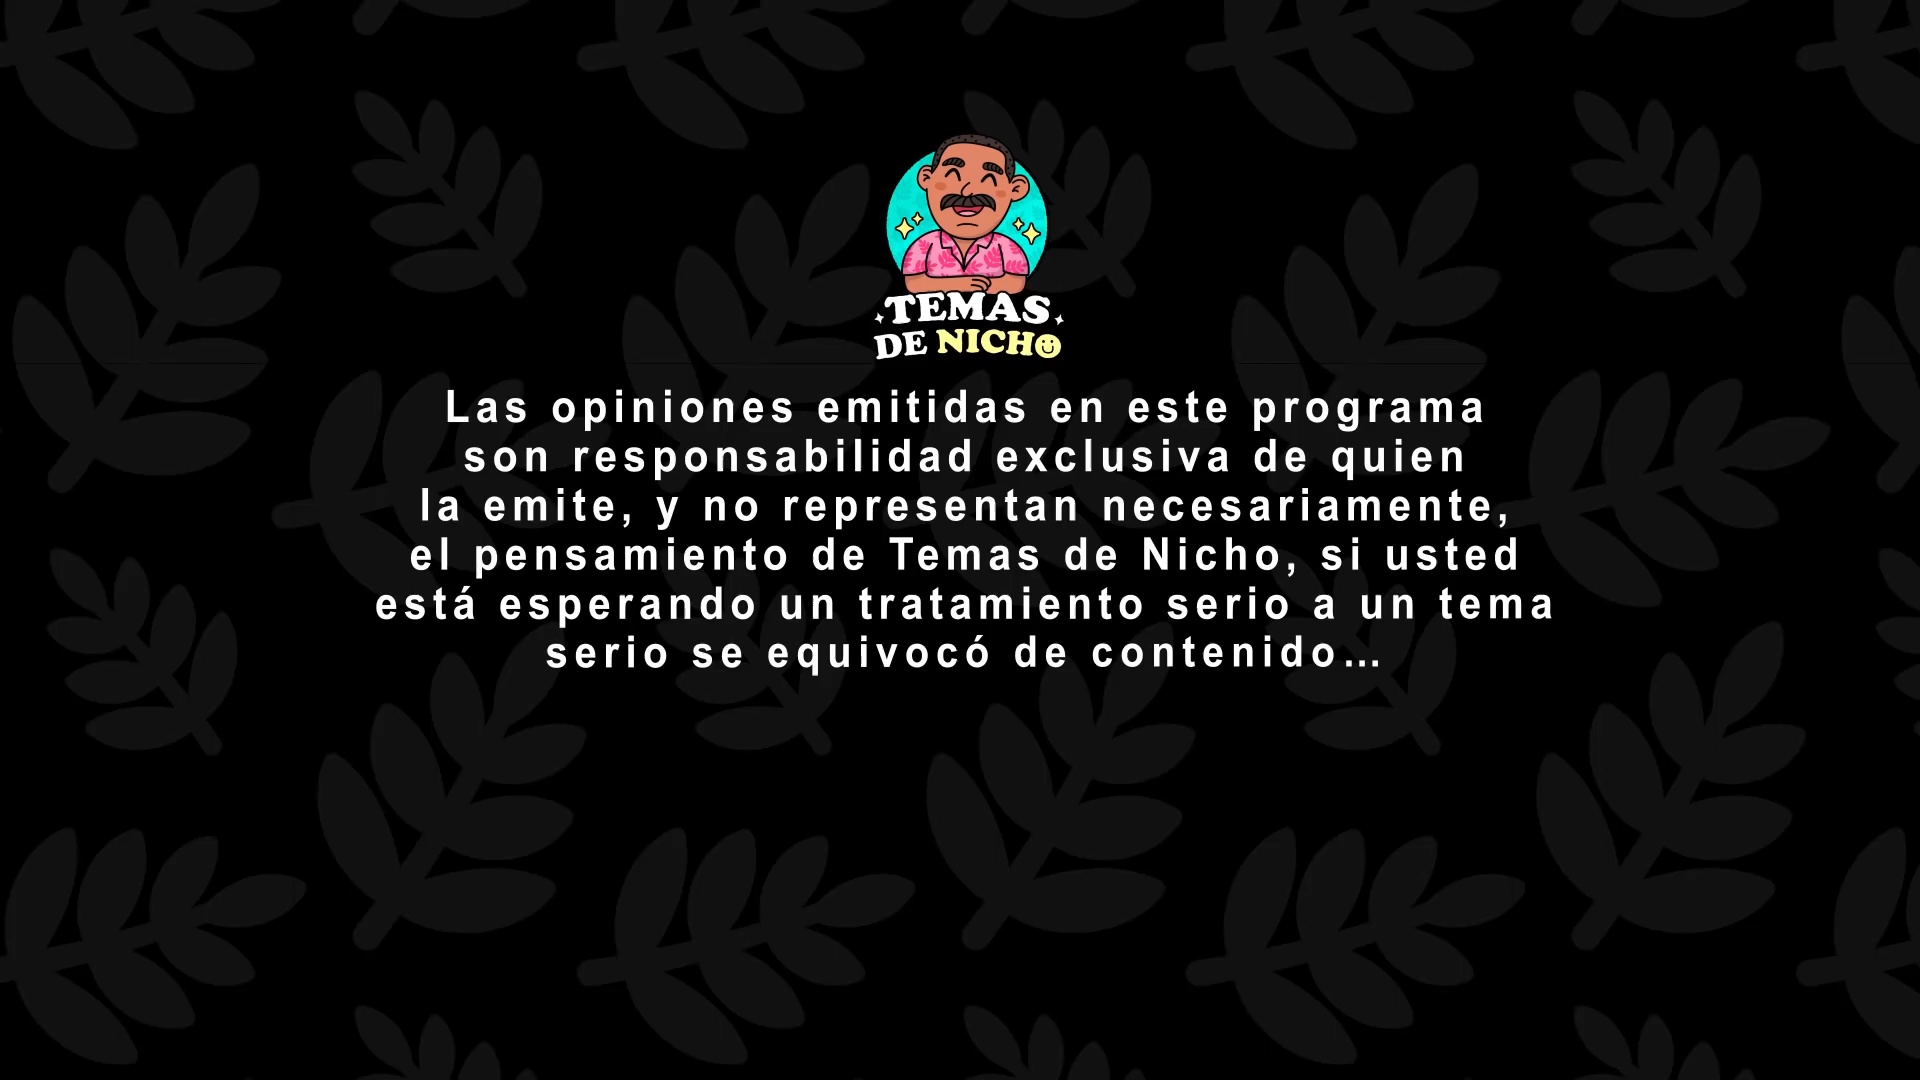 TEMAS
DE NICHO
Las opiniones emitidas en este programa
son responsabilidad exclusiva de quien
la emite, y no representan necesariamente,
el pensamiento de Temas de Nicho, si usted
está esperando un tratamiento serio a un tema
serio se equivocó de contenido...